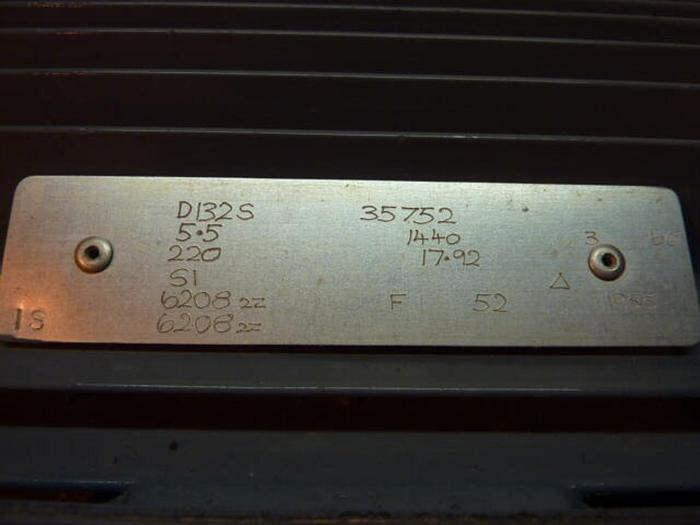 D132S 35752
5.5 1440 3
220 17.92
S1 Δ
6208 2Z F 52
IS 6208 2Z